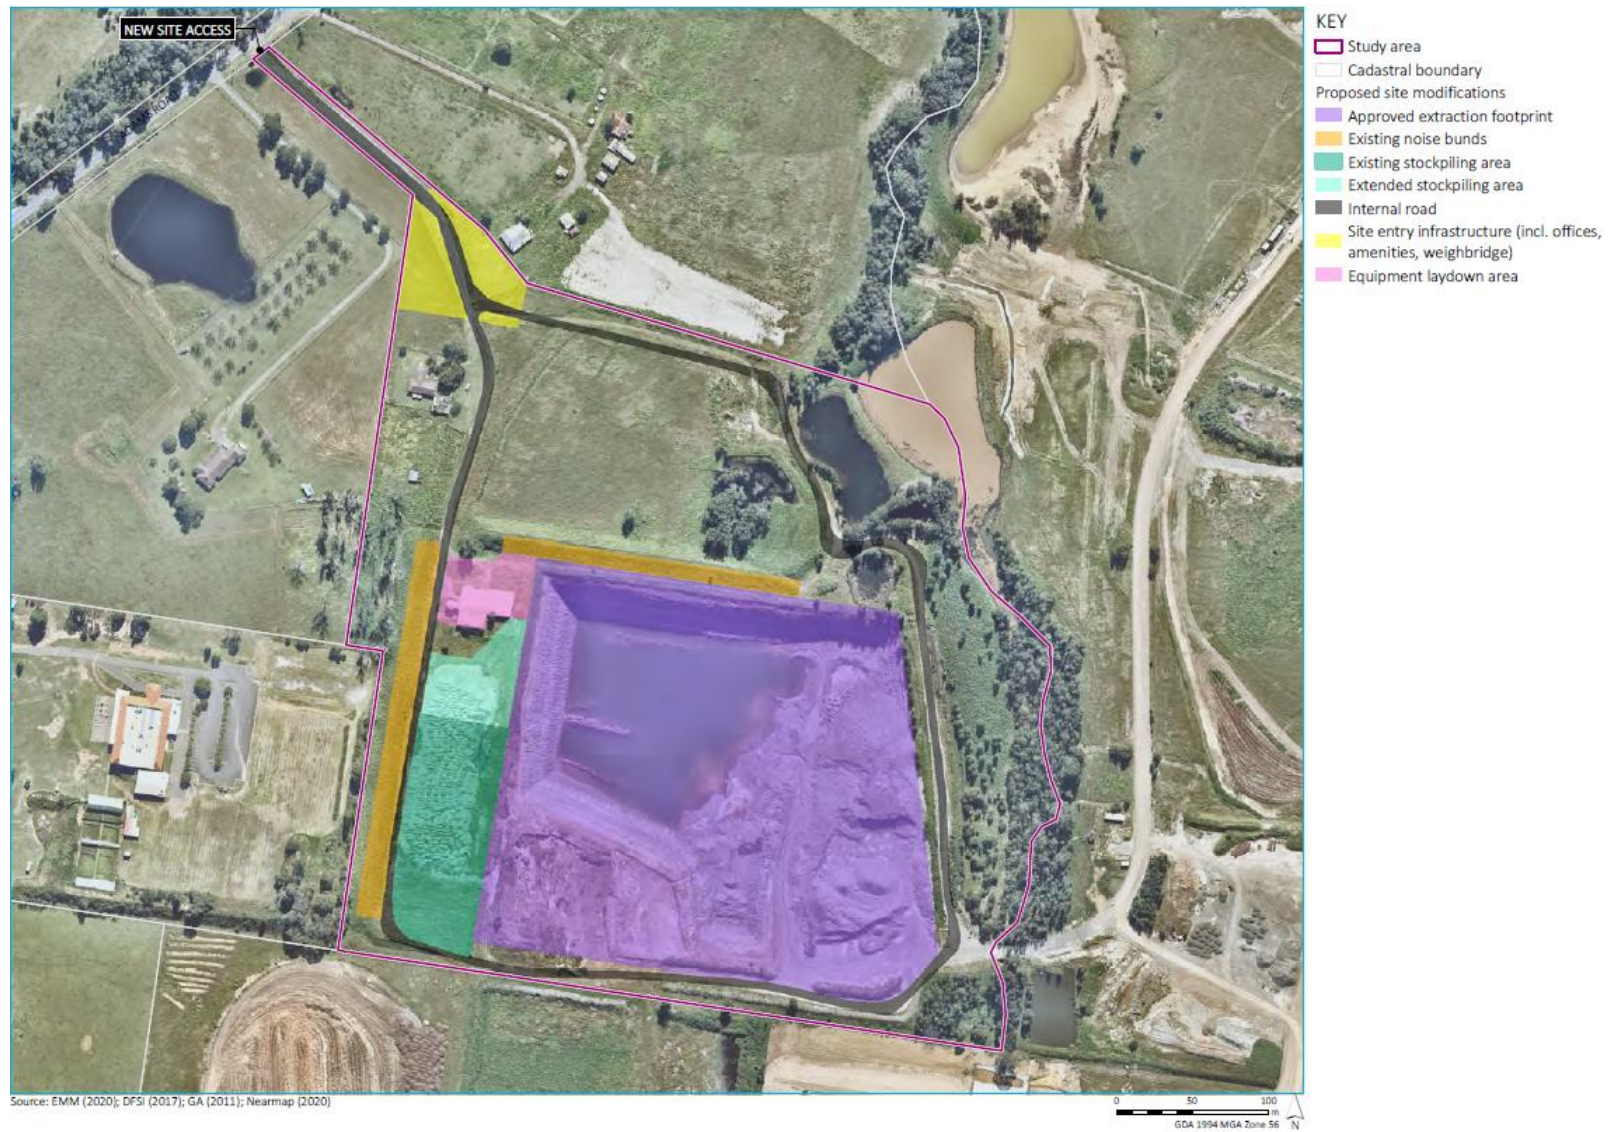 NEW SITE ACCESS
KEY
Study area
Cadastral boundary
Proposed site modifications
Approved extraction footprint
Existing noise bunds
Existing stockpiling area
Extended stockpiling area
Internal road
Site entry infrastructure (incl. offices,
amenities, weighbridge)
Equipment laydown area
Source: EMM (2020); DFSI (2017); GA (2011); Nearmap (2020)
0 50 100
m
GDA 1994 MGA Zone 56 N